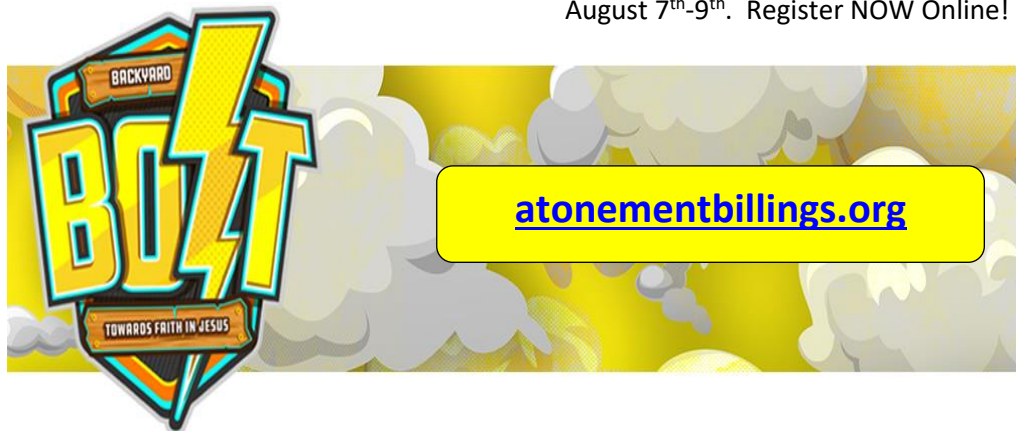 August 7th-9th.  Register NOW Online!
BACKYARD
BOLT
TOWARDS FAITH IN JESUS
atonementbillings.org